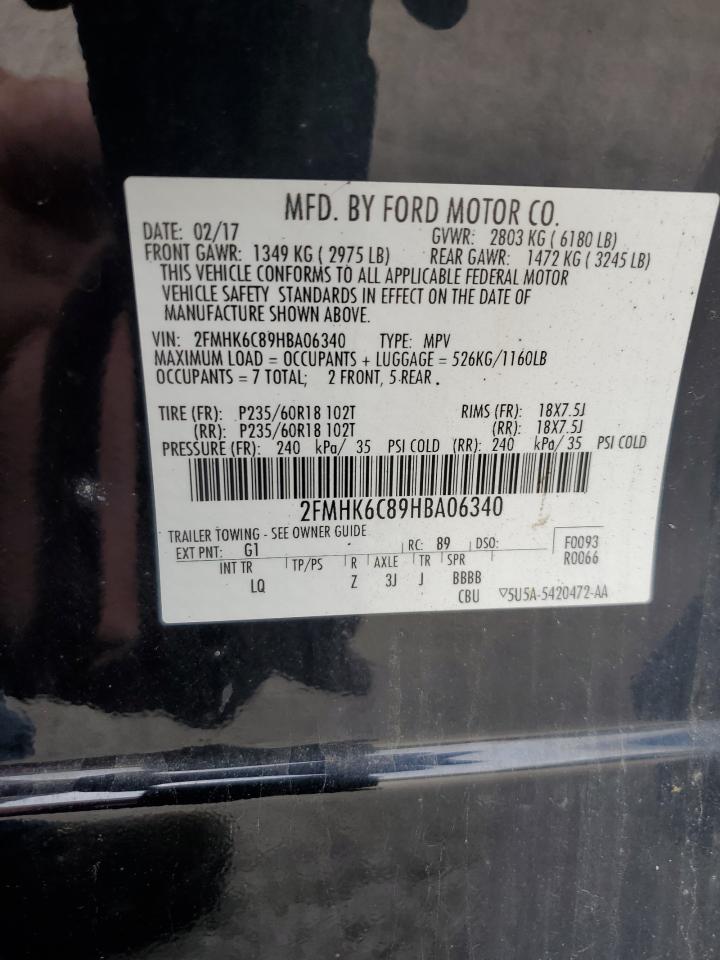 MFD. BY FORD MOTOR CO.
DATE: 02/17 GVWR: 2803 KG ( 6180 LB)
FRONT GAWR: 1349 KG ( 2975 LB) REAR GAWR: 1472 KG ( 3245 LB)
THIS VEHICLE CONFORMS TO ALL APPLICABLE FEDERAL MOTOR
VEHICLE SAFETY STANDARDS IN EFFECT ON THE DATE OF
MANUFACTURE SHOWN ABOVE.
VIN: 2FMHK6C89HBA06340 TYPE: MPV
MAXIMUM LOAD = OCCUPANTS + LUGGAGE = 526KG/1160LB
OCCUPANTS = 7 TOTAL; 2 FRONT, 5 REAR.
TIRE (FR): P235/60R18 102T RIMS (FR): 18X7.5J
(RR): P235/60R18 102T (RR): 18X7.5J
PRESSURE (FR): 240 kPa/ 35 PSI COLD (RR): 240 kPa/ 35 PSI COLD
2FMHK6C89HBA06340
TRAILER TOWING - SEE OWNER GUIDE
EXT PNT: G1 RC: 89 DSO: F0093
INT TR TP/PS R AXLE TR SPR R0066
LQ Z 3J J BBBB
CBU 5U5A-5420472-AA